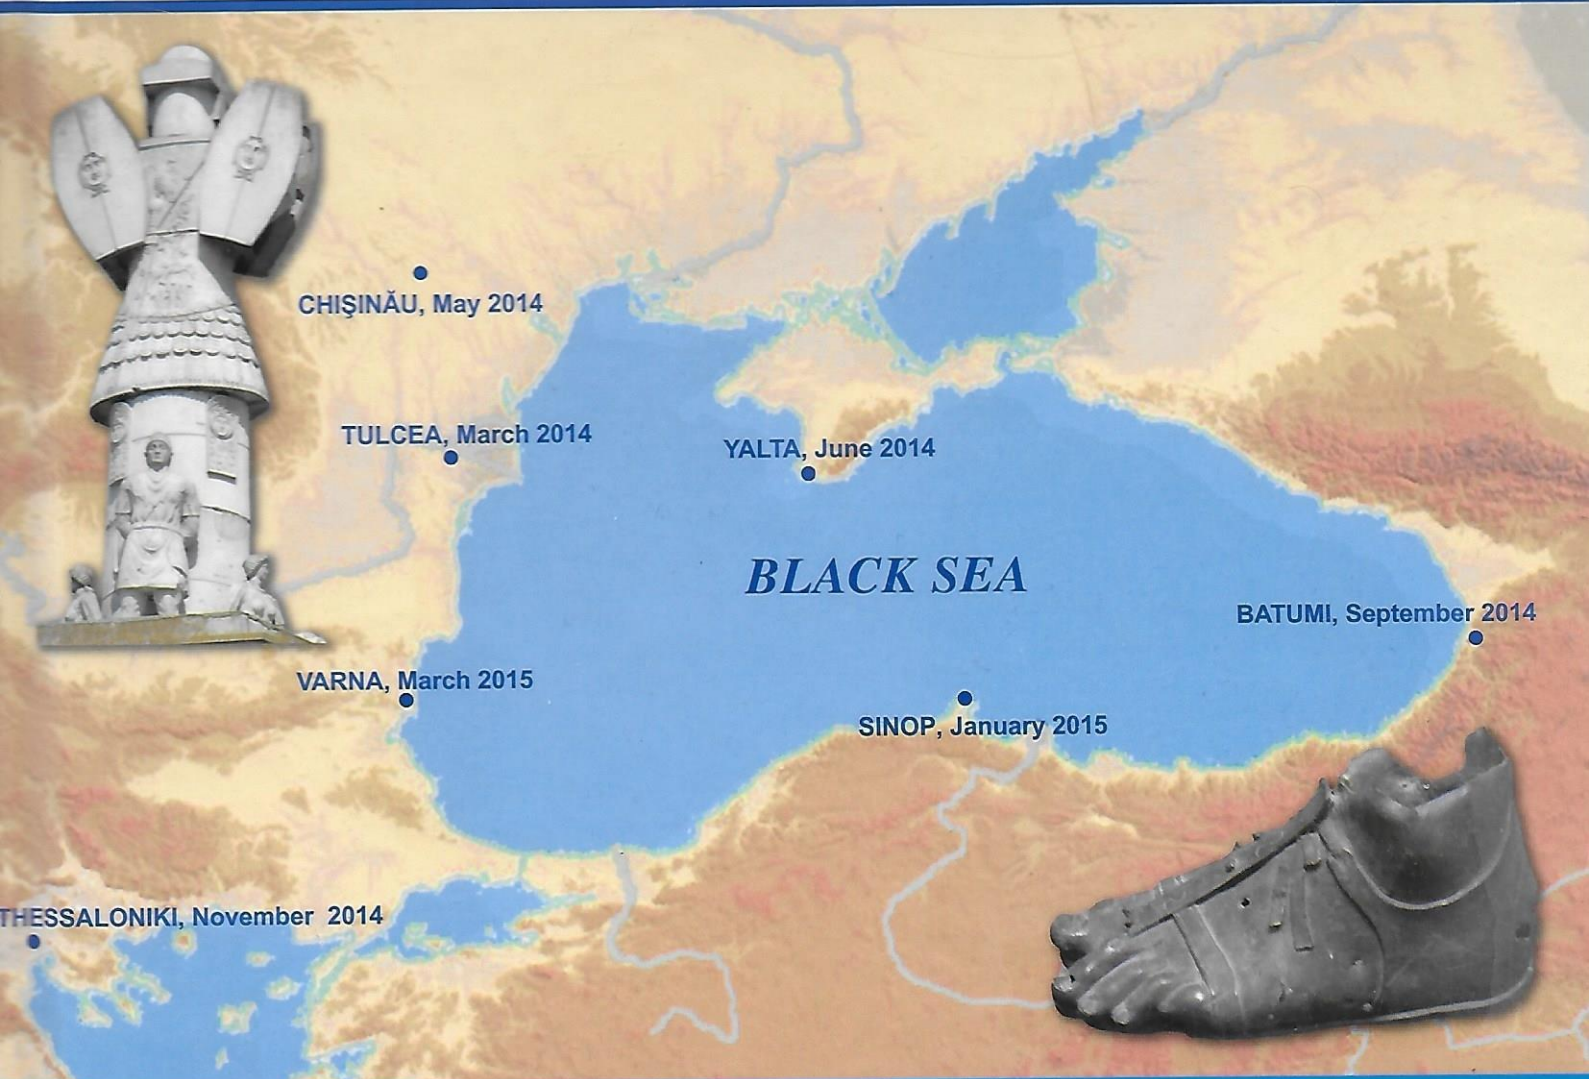 CHIŞINĂU, May 2014
TULCEA, March 2014
YALTA, June 2014
BLACK SEA
BATUMI, September 2014
VARNA, March 2015
SINOP, January 2015
THESSALONIKI, November 2014